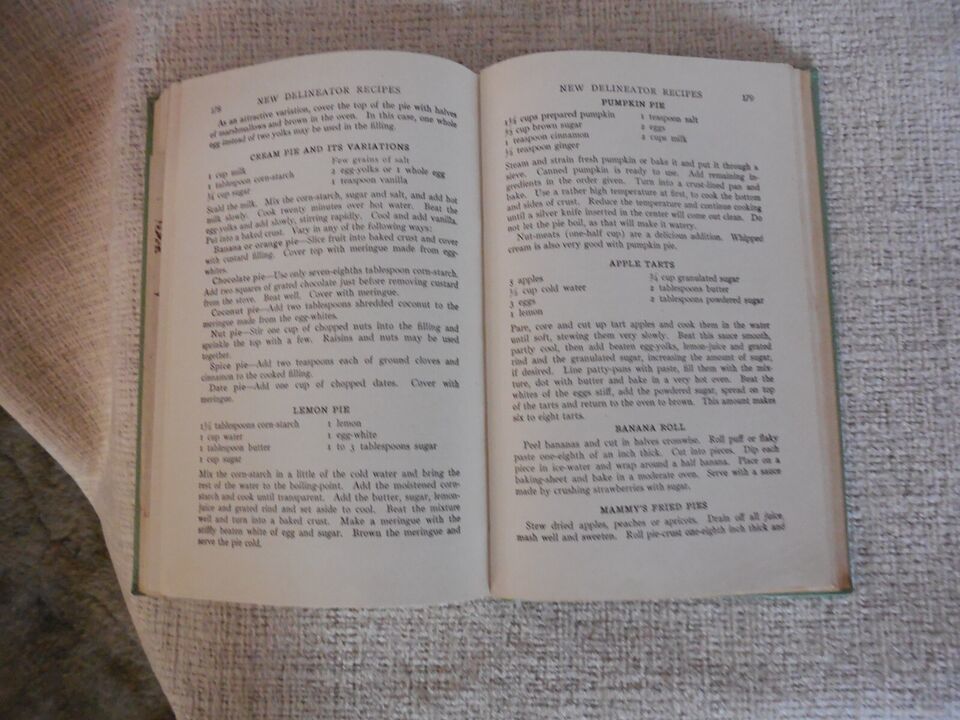 178
NEW DELINEATOR RECIPES
As an attractive variation, cover the top of the pie with halves
of marshmallows and brown in the oven. In this case, one whole
egg instead of two yolks may be used in the filling.
CREAM PIE AND ITS VARIATIONS
1 cup milk
1 tablespoon corn-starch
¾ cup sugar
Few grains of salt
2 egg-yolks or 1 whole egg
1 teaspoon vanilla
Scald the milk. Mix the corn-starch, sugar and salt, and add hot
milk slowly. Cook twenty minutes over hot water. Beat the
egg-yolks and add slowly, stirring rapidly. Cool and add vanilla.
Put into a baked crust. Vary in any of the following ways:
Banana or orange pie—Slice fruit into baked crust and cover
with custard filling. Cover top with meringue made from egg-
whites.
Chocolate pie—Use only seven-eighths tablespoon corn-starch.
Add two squares of grated chocolate just before removing custard
from the stove. Beat well. Cover with meringue.
Coconut pie—Add two tablespoons shredded coconut to the
meringue made from the egg-whites.
Nut pie—Stir one cup of chopped nuts into the filling and
sprinkle the top with a few. Raisins and nuts may be used
together.
Spice pie—Add two teaspoons each of ground cloves and
cinnamon to the cooked filling.
Date pie—Add one cup of chopped dates. Cover with
meringue.
LEMON PIE
1½ tablespoons corn-starch
1 cup water
1 tablespoon butter
1 cup sugar
1 lemon
1 egg-white
1 to 3 tablespoons sugar
Mix the corn-starch in a little of the cold water and bring the
rest of the water to the boiling-point. Add the moistened corn-
starch and cook until transparent. Add the butter, sugar, lemon-
juice and grated rind and set aside to cool. Beat the mixture
well and turn into a baked crust. Make a meringue with the
stiffly beaten white of egg and sugar. Brown the meringue and
serve the pie cold.
NEW DELINEATOR RECIPES
179
PUMPKIN PIE
1½ cups prepared pumpkin
⅔ cup brown sugar
1 teaspoon cinnamon
½ teaspoon ginger
1 teaspoon salt
2 eggs
2 cups milk
Steam and strain fresh pumpkin or bake it and put it through a
sieve. Canned pumpkin is ready to use. Add remaining in-
gredients in the order given. Turn into a crust-lined pan and
bake. Use a rather high temperature at first, to cook the bottom
and sides of crust. Reduce the temperature and continue cooking
until a silver knife inserted in the center will come out clean. Do
not let the pie boil, as that will make it watery.
Nut-meats (one-half cup) are a delicious addition. Whipped
cream is also very good with pumpkin pie.
APPLE TARTS
3 apples
½ cup cold water
3 eggs
1 lemon
¾ cup granulated sugar
2 tablespoons butter
2 tablespoons powdered sugar
Pare, core and cut up tart apples and cook them in the water
until soft, stewing them very slowly. Beat this sauce smooth,
partly cool, then add beaten egg-yolks, lemon-juice and grated
rind and the granulated sugar, increasing the amount of sugar,
if desired. Line patty-pans with paste, fill them with the mix-
ture, dot with butter and bake in a very hot oven. Beat the
whites of the eggs stiff, add the powdered sugar, spread on top
of the tarts and return to the oven to brown. This amount makes
six to eight tarts.
BANANA ROLL
Peel bananas and cut in halves crosswise. Roll puff or flaky
paste one-eighth of an inch thick. Cut into pieces. Dip each
piece in ice-water and wrap around a half banana. Place on a
baking-sheet and bake in a moderate oven. Serve with a sauce
made by crushing strawberries with sugar.
MAMMY'S FRIED PIES
Stew dried apples, peaches or apricots. Drain off all juice,
mash well and sweeten. Roll pie-crust one-eighth inch thick and